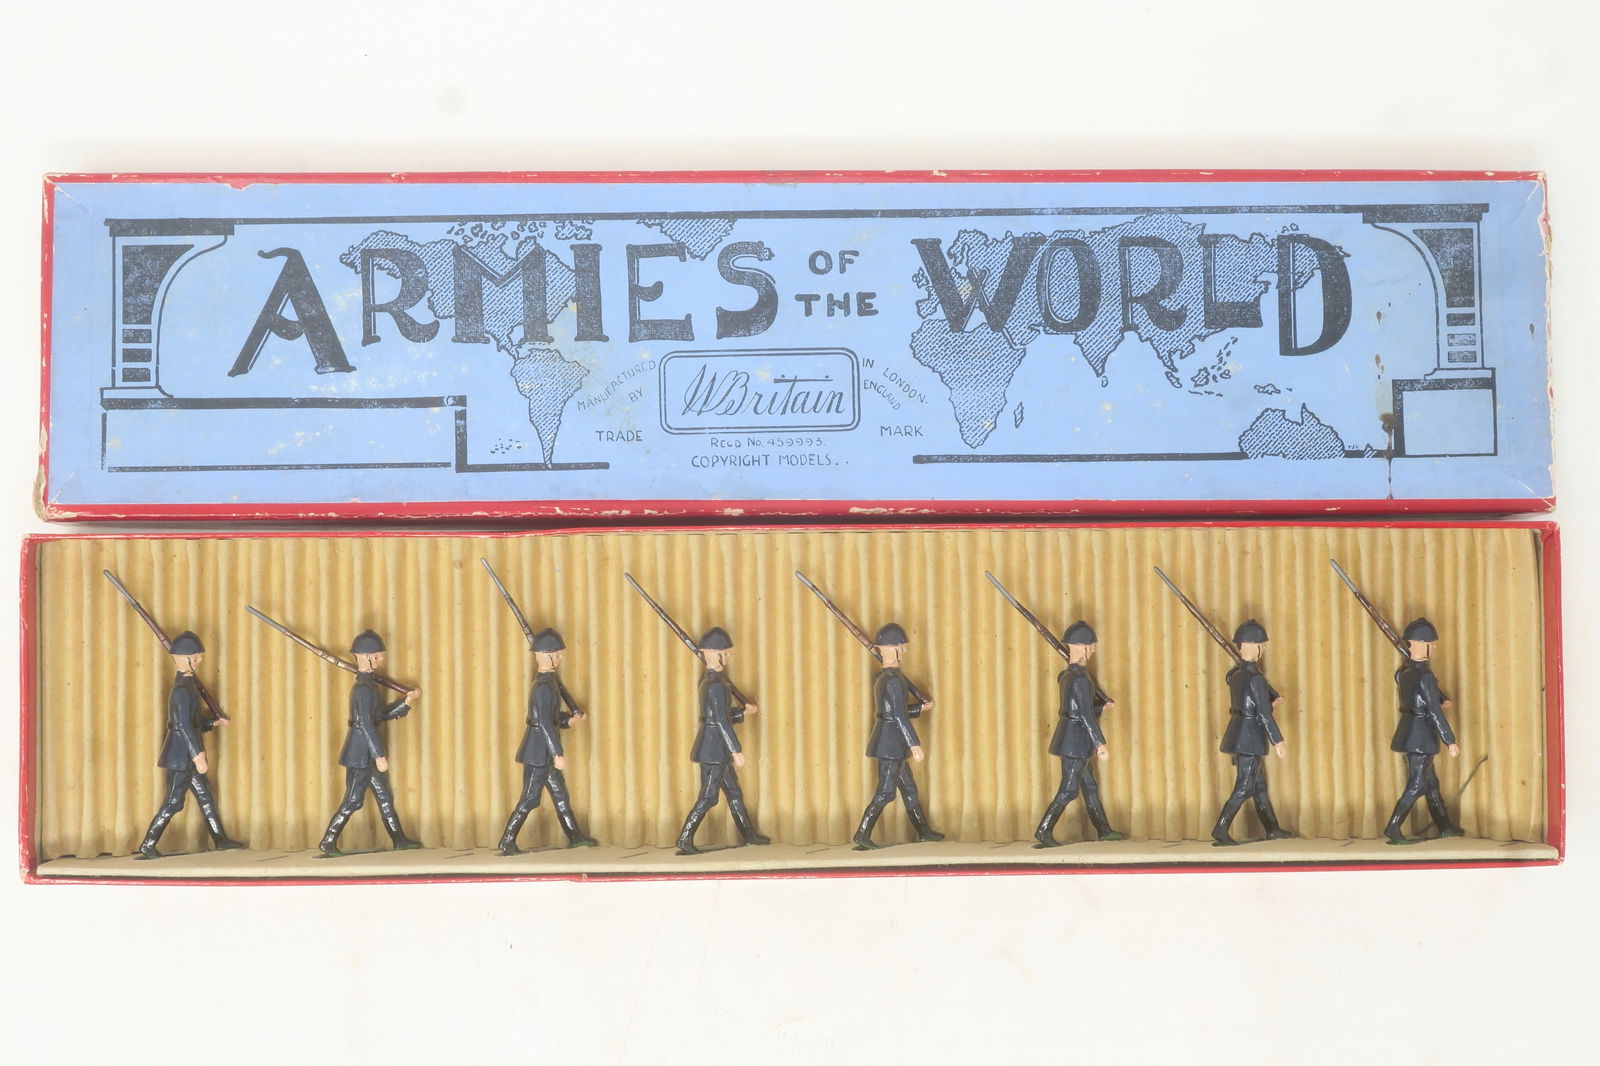 ARMIES OF THE WORLD
MANUFACTURED BY
W Britain
IN LONDON.
ENGLAND
TRADE MARK
REGD No. 459993.
COPYRIGHT MODELS..